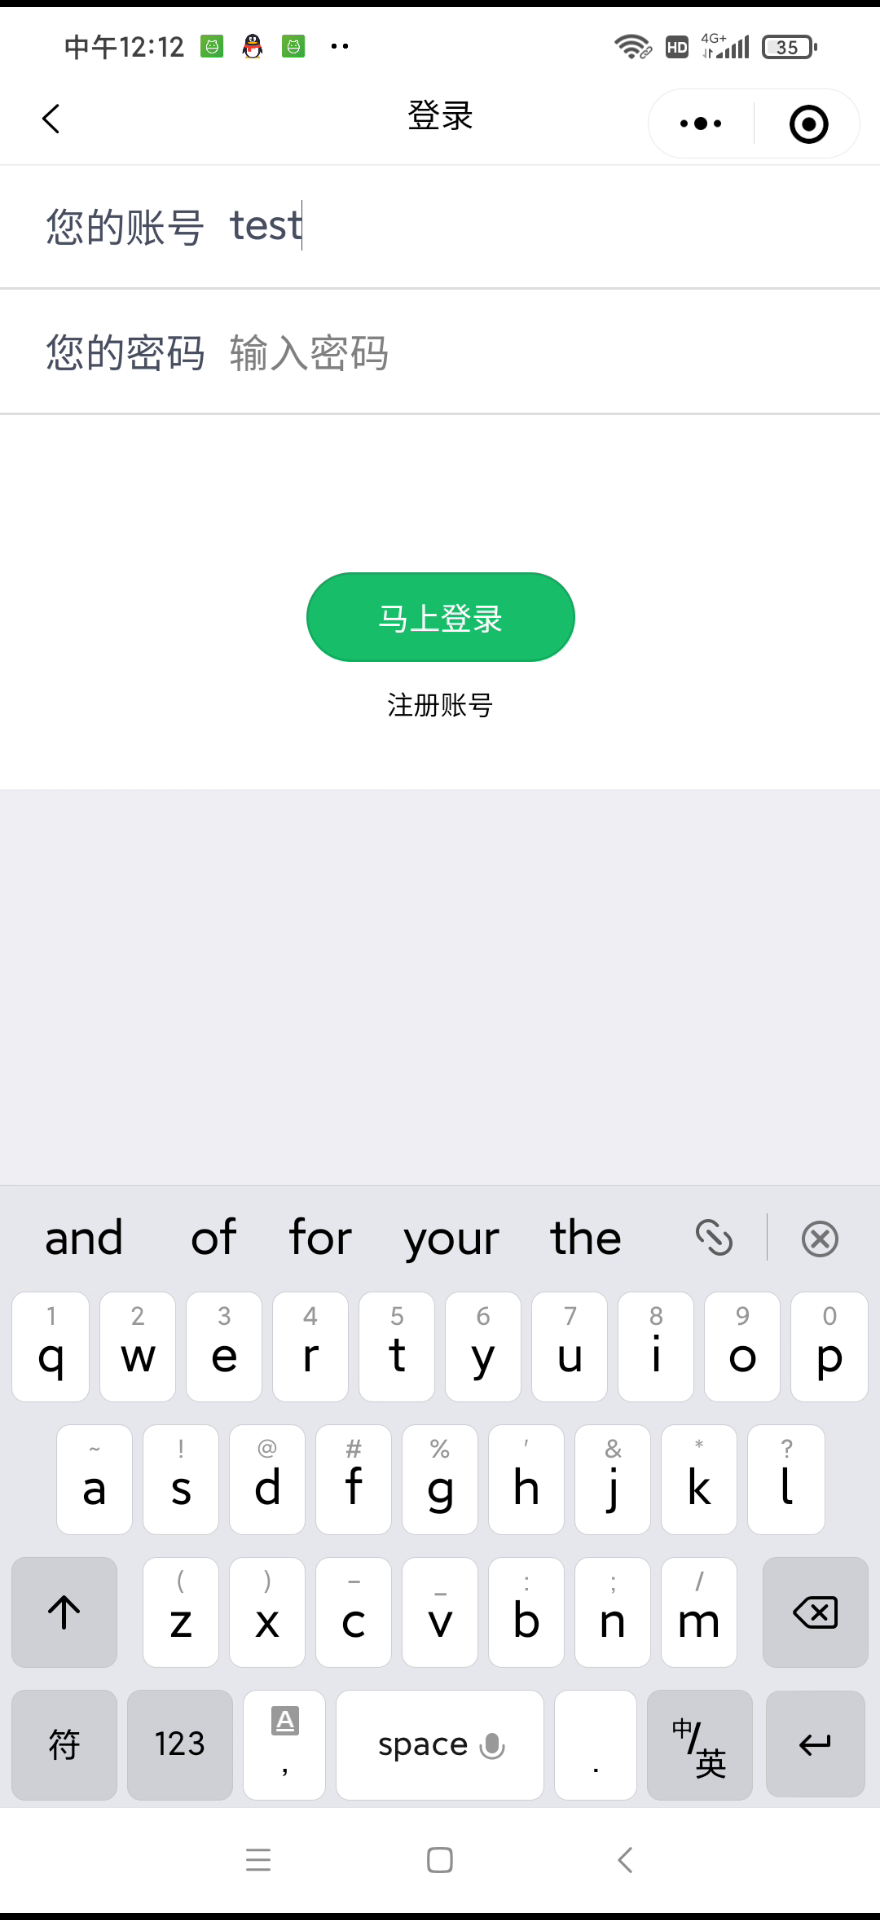 中午12:12 HD 4G+ 35
登录
您的账号 test
您的密码 输入密码
马上登录
注册账号
and of for your the
1 2 3 4 5 6 7 8 9 0
q w e r t y u i o p
~ ! @ # % ' & * ?
a s d f g h j k l
( ) – _ : ; /
z x c v b n m
符 123 A , space . 中/英